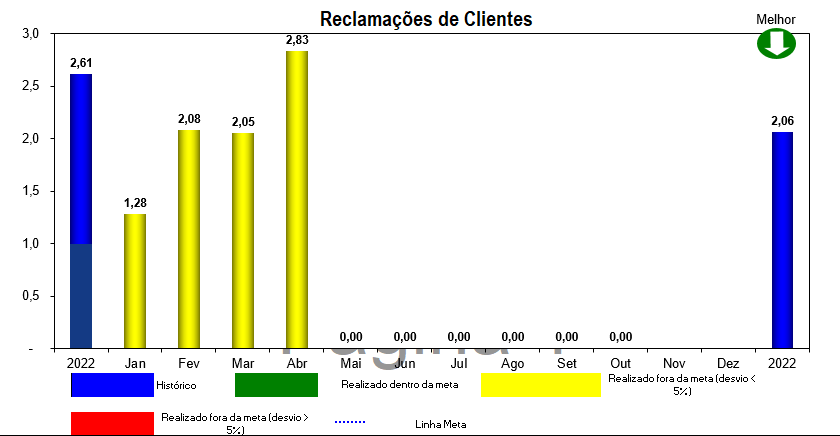 Reclamações de Clientes
Melhor
3,0
2,5
2,0
1,5
1,0
0,5
-
2,61
1,28
2,08
2,05
2,83
0,00
0,00
0,00
0,00
0,00
0,00
2,06
2022 Jan Fev Mar Abr Mai Jun Jul Ago Set Out Nov Dez 2022
Histórico
Realizado dentro da meta
Realizado fora da meta (desvio <
5%)
Realizado fora da meta (desvio >
5%)
Linha Meta